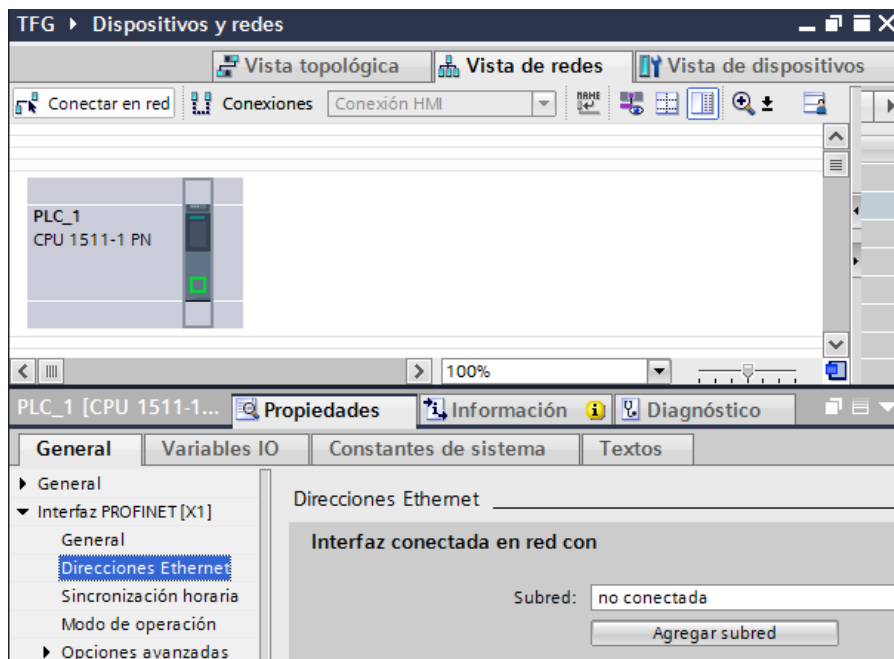 TFG ▸ Dispositivos y redes
Vista topológica Vista de redes Vista de dispositivos
Conectar en red Conexiones Conexión HMI NAME
PLC_1
CPU 1511-1 PN
100%
PLC_1 [CPU 1511-1... Propiedades Información Diagnóstico
General Variables IO Constantes de sistema Textos
General
Interfaz PROFINET [X1]
General
Direcciones Ethernet
Sincronización horaria
Modo de operación
Opciones avanzadas
Direcciones Ethernet
Interfaz conectada en red con
Subred: no conectada
Agregar subred